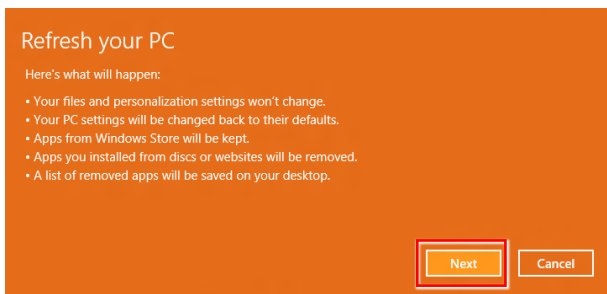 Refresh your PC
Here's what will happen:
• Your files and personalization settings won't change.
• Your PC settings will be changed back to their defaults.
• Apps from Windows Store will be kept.
• Apps you installed from discs or websites will be removed.
• A list of removed apps will be saved on your desktop.
Next Cancel